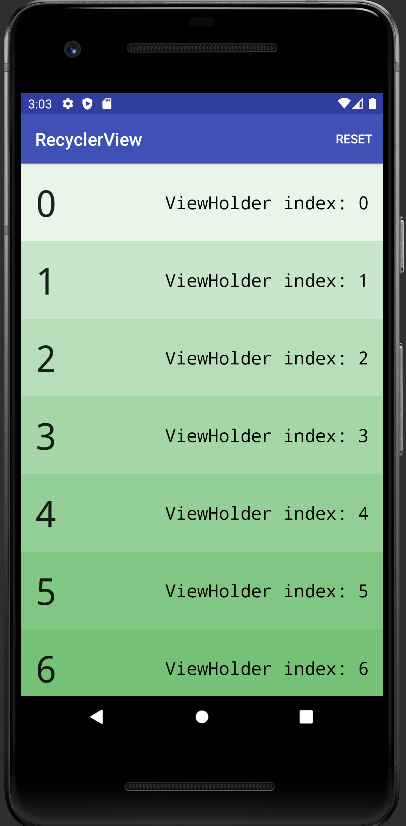 3:03
RecyclerView RESET
0 ViewHolder index: 0
1 ViewHolder index: 1
2 ViewHolder index: 2
3 ViewHolder index: 3
4 ViewHolder index: 4
5 ViewHolder index: 5
6 ViewHolder index: 6